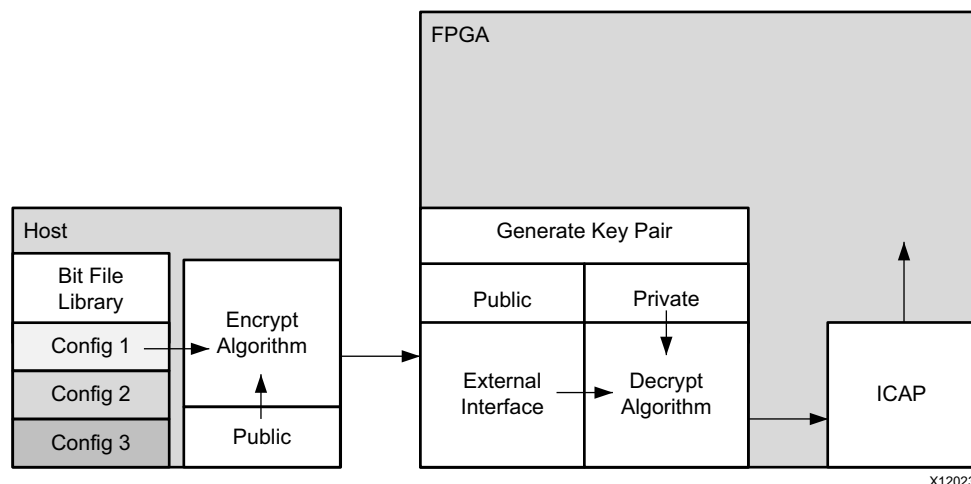 FPGA
Host
Bit File
Library
Config 1
Config 2
Config 3
Encrypt
Algorithm
Public
Generate Key Pair
Public
Private
External
Interface
Decrypt
Algorithm
ICAP
X12023